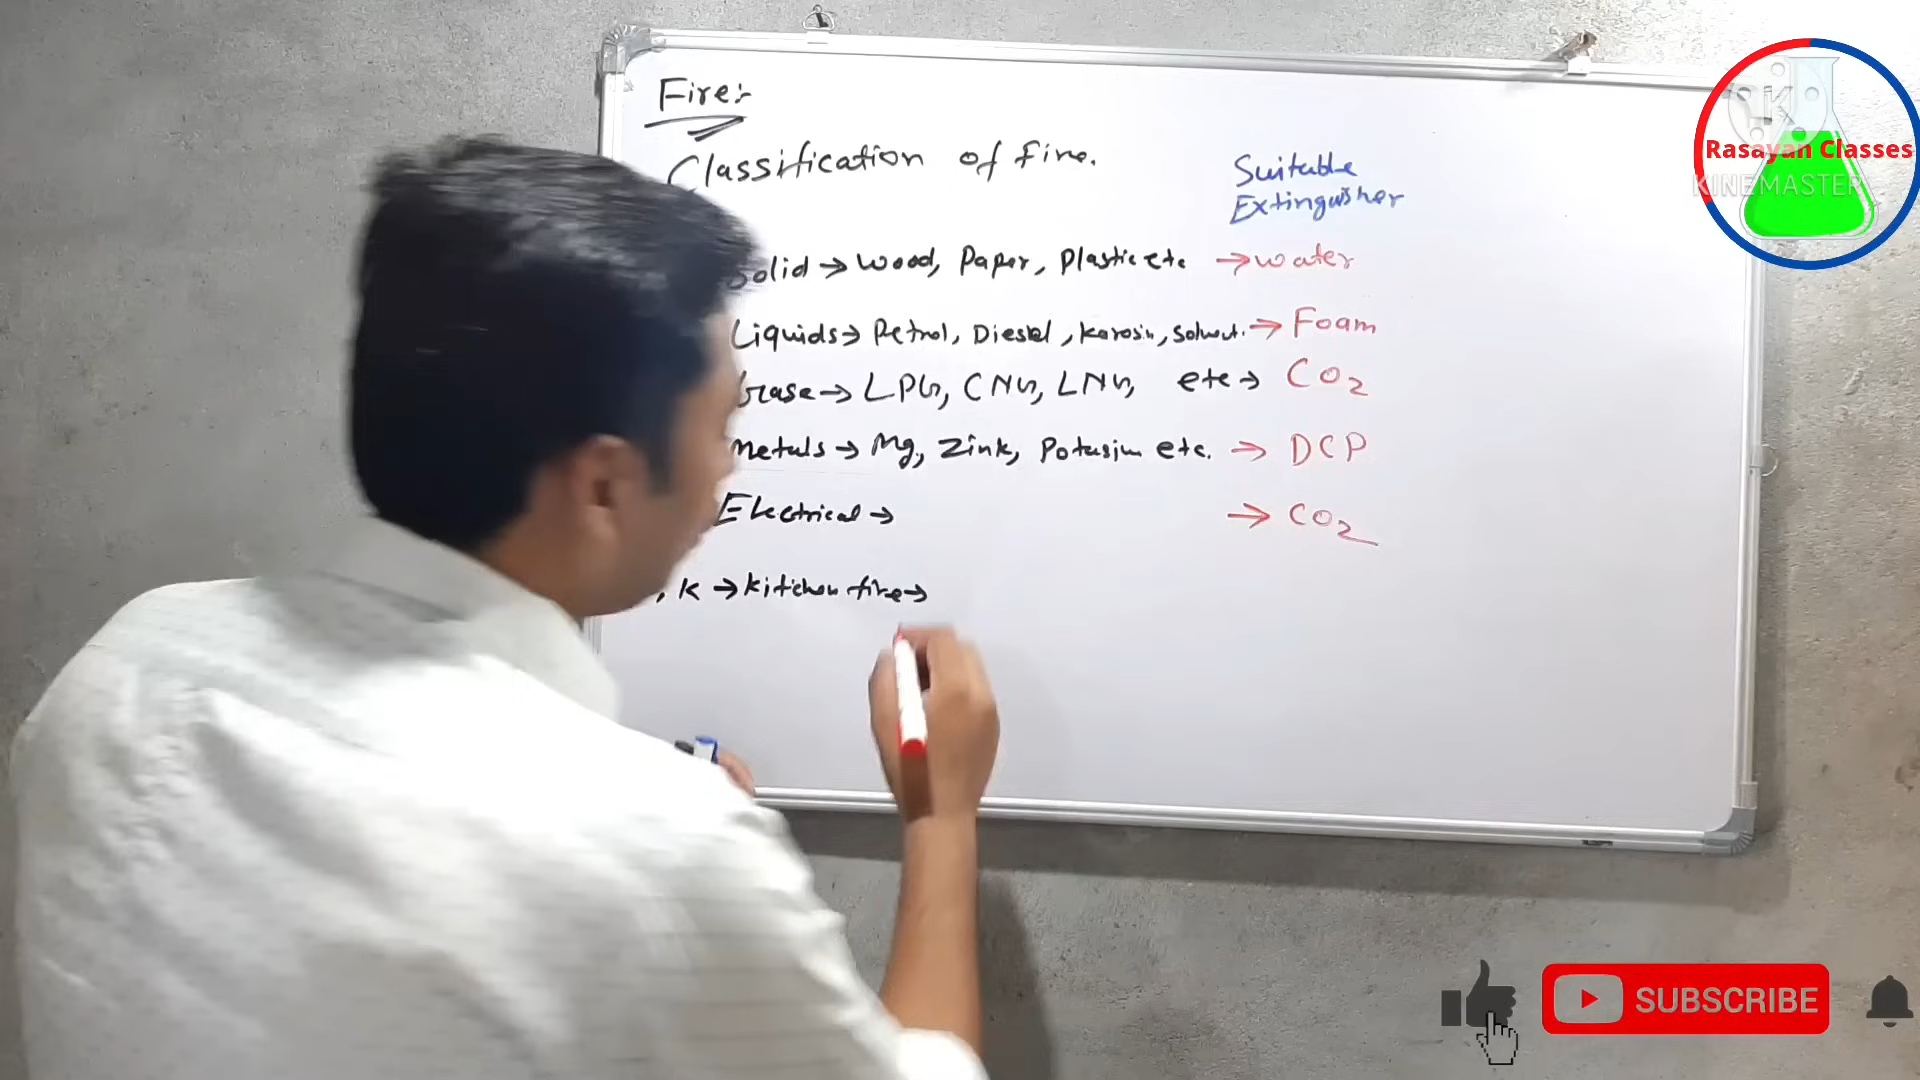 Fire:-
Classification of fire.
Suitable
Extinguisher
Solid → Wood, Paper, Plastic etc → water
Liquids → Petrol, Diesel, Karosin, Solvent. → Foam
Gase → LPG, CNG, LNG, etc → CO2
Metals → Mg, Zink, Potasium etc. → DCP
Electrical → → CO2
, K → kitchen fire →
Rasayan Classes
KINEMASTER
SUBSCRIBE